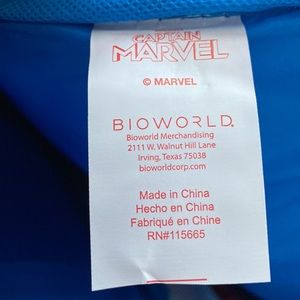 CAPTAIN
MARVEL
© MARVEL
BIOWORLD®
Bioworld Merchandising
2111 W. Walnut Hill Lane
Irving, Texas 75038
bioworldcorp.com
Made in China
Hecho en China
Fabriqué en Chine
RN#115665